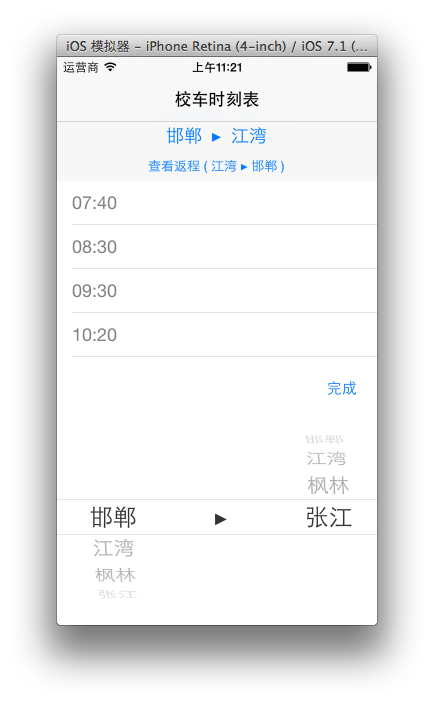 iOS 模拟器 - iPhone Retina (4-inch) / iOS 7.1 (...
运营商 上午11:21
校车时刻表
邯郸 ▸ 江湾
查看返程 ( 江湾 ▸ 邯郸 )
07:40
08:30
09:30
10:20
完成
邯郸
江湾
枫林
邯郸 ▸ 张江
江湾
枫林
张江